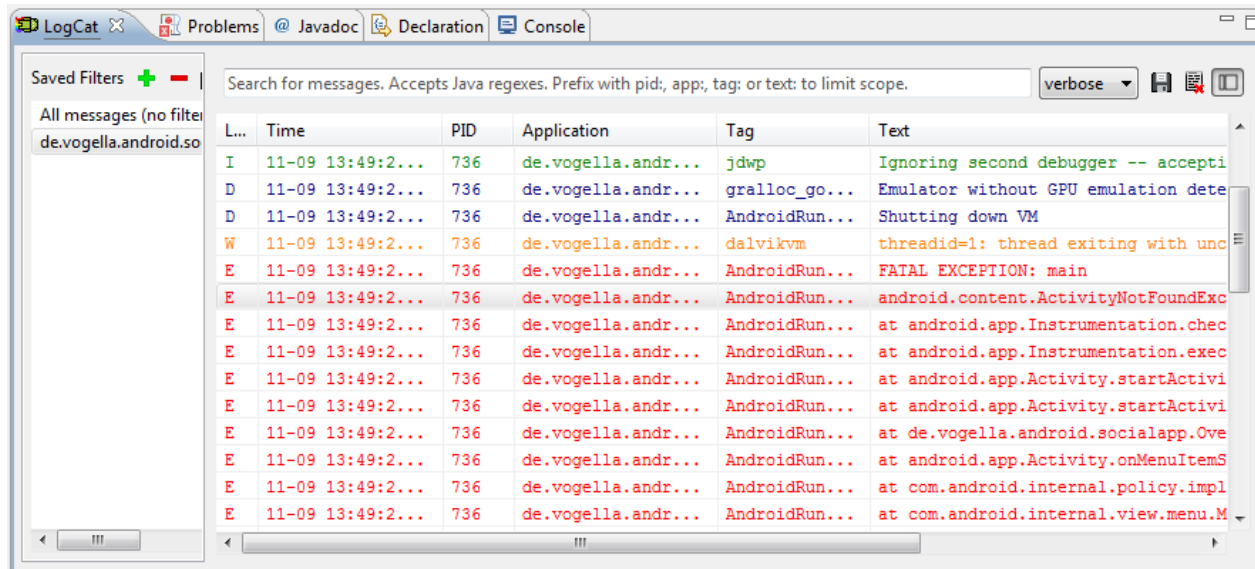 LogCat Problems @ Javadoc Declaration Console
Saved Filters
Search for messages. Accepts Java regexes. Prefix with pid:, app:, tag: or text: to limit scope.
verbose
All messages (no filter
de.vogella.android.so
L... Time PID Application Tag Text
I 11-09 13:49:2... 736 de.vogella.andr... jdwp Ignoring second debugger -- accepti
D 11-09 13:49:2... 736 de.vogella.andr... gralloc_go... Emulator without GPU emulation dete
D 11-09 13:49:2... 736 de.vogella.andr... AndroidRun... Shutting down VM
W 11-09 13:49:2... 736 de.vogella.andr... dalvikvm threadid=1: thread exiting with unc
E 11-09 13:49:2... 736 de.vogella.andr... AndroidRun... FATAL EXCEPTION: main
E 11-09 13:49:2... 736 de.vogella.andr... AndroidRun... android.content.ActivityNotFoundExc
E 11-09 13:49:2... 736 de.vogella.andr... AndroidRun... at android.app.Instrumentation.chec
E 11-09 13:49:2... 736 de.vogella.andr... AndroidRun... at android.app.Instrumentation.exec
E 11-09 13:49:2... 736 de.vogella.andr... AndroidRun... at android.app.Activity.startActivi
E 11-09 13:49:2... 736 de.vogella.andr... AndroidRun... at android.app.Activity.startActivi
E 11-09 13:49:2... 736 de.vogella.andr... AndroidRun... at de.vogella.android.socialapp.Ove
E 11-09 13:49:2... 736 de.vogella.andr... AndroidRun... at android.app.Activity.onMenuItemS
E 11-09 13:49:2... 736 de.vogella.andr... AndroidRun... at com.android.internal.policy.impl
E 11-09 13:49:2... 736 de.vogella.andr... AndroidRun... at com.android.internal.view.menu.M